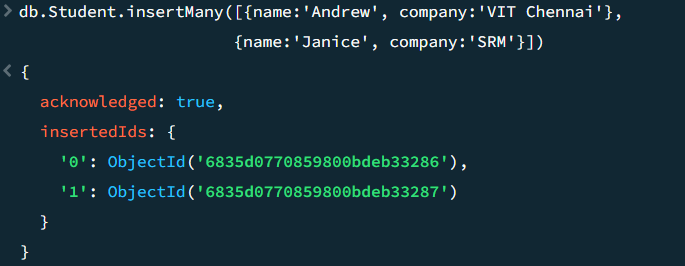 > db.Student.insertMany([{name:'Andrew', company:'VIT Chennai'},
{name:'Janice', company:'SRM'}])
< {
acknowledged: true,
insertedIds: {
'0': ObjectId('6835d0770859800bdeb33286'),
'1': ObjectId('6835d0770859800bdeb33287')
}
}